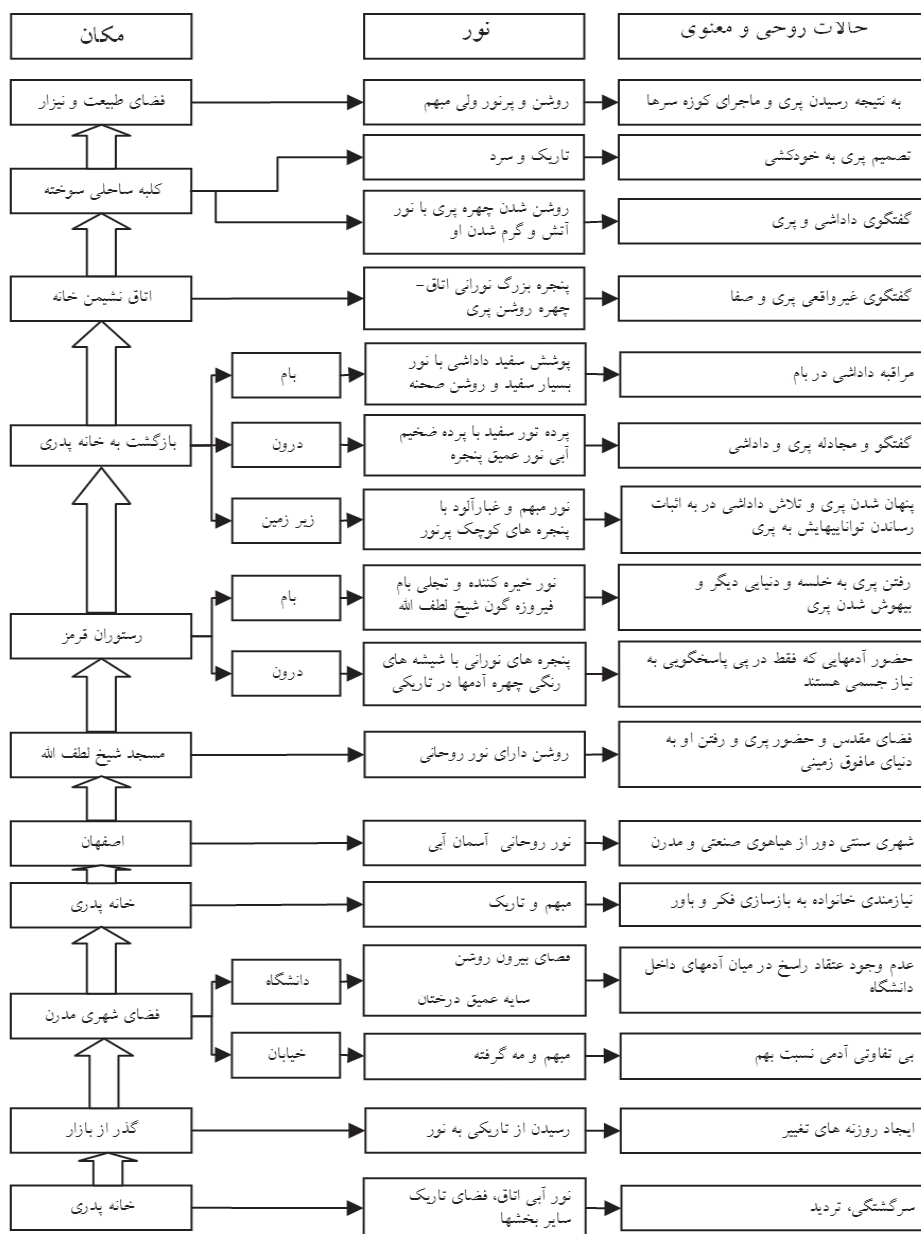 مکان
نور
حالات روحی و معنوی
فضای طبیعت و نیزار
روشن و پرنور ولی مبهم
به نتیجه رسیدن پری و ماجرای کوزه سرها
کلبه ساحلی سوخته
تاریک و سرد
تصمیم پری به خودکشی
روشن شدن چهره پری با نور
آتش و گرم شدن او
گفتگوی داداشی و پری
اتاق نشیمن خانه
پنجره بزرگ نورانی اتاق-
چهره روشن پری
گفتگوی غیرواقعی پری و صفا
بازگشت به خانه پدری
بام
پوشش سفید داداشی با نور
بسیار سفید و روشن صحنه
مراقبه داداشی در بام
درون
پرده تور سفید با پرده ضخیم
آبی نور عمیق پنجره
گفتگو و مجادله پری و داداشی
زیر زمین
نور مبهم و غبارآلود با
پنجره های کوچک پرنور
پنهان شدن پری و تلاش داداشی در به اثبات
رساندن تواناییهایش به پری
رستوران قرمز
بام
نور خیره کننده و تجلی بام
فیروزه گون شیخ لطف الله
رفتن پری به خلسه و دنیایی دیگر و
بیهوش شدن پری
درون
پنجره های نورانی با شیشه های
رنگی چهره آدمها در تاریکی
حضور آدمهایی که فقط در پی پاسخگویی به
نیاز جسمی هستند
مسجد شیخ لطف الله
روشن دارای نور روحانی
فضای مقدس و حضور پری و رفتن او به
دنیای مافوق زمینی
اصفهان
نور روحانی آسمان آبی
شهری سنتی دور از هیاهوی صنعتی و مدرن
خانه پدری
مبهم و تاریک
نیازمندی خانواده به بازسازی فکر و باور
فضای شهری مدرن
دانشگاه
فضای بیرون روشن
سایه عمیق درختان
عدم وجود عتقاد راسخ در میان آدمهای داخل
دانشگاه
خیابان
مبهم و مه گرفته
بی تفاوتی آدمی نسبت بهم
گذر از بازار
رسیدن از تاریکی به نور
ایجاد روزنه های تغییر
خانه پدری
نور آبی اتاق، فضای تاریک
سایر بخشها
سرگشتگی، تردید